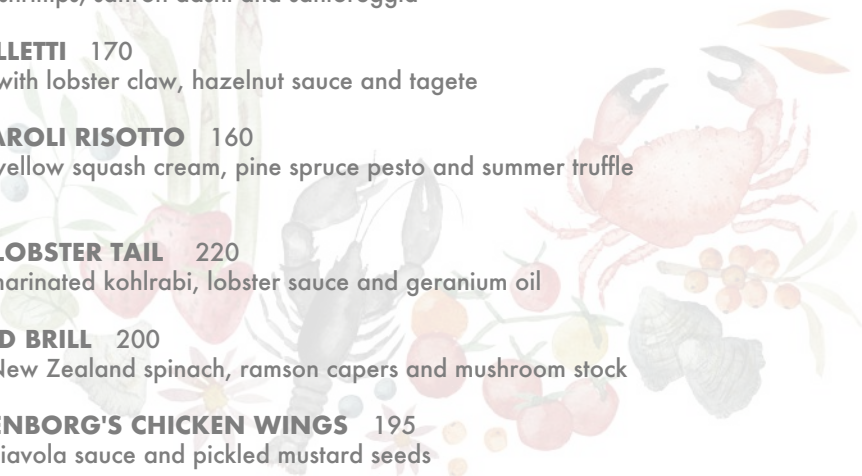 shrimps, saffron dashi and
LLETTI 170
with lobster claw, hazelnut sauce and tagete
AROLI RISOTTO 160
yellow squash cream, pine spruce pesto and summer truffle
LOBSTER TAIL 220
marinated kohlrabi, lobster sauce and geranium oil
D BRILL 200
New Zealand spinach, ramson capers and mushroom stock
ENBORG'S CHICKEN WINGS 195
iavola sauce and pickled mustard seeds